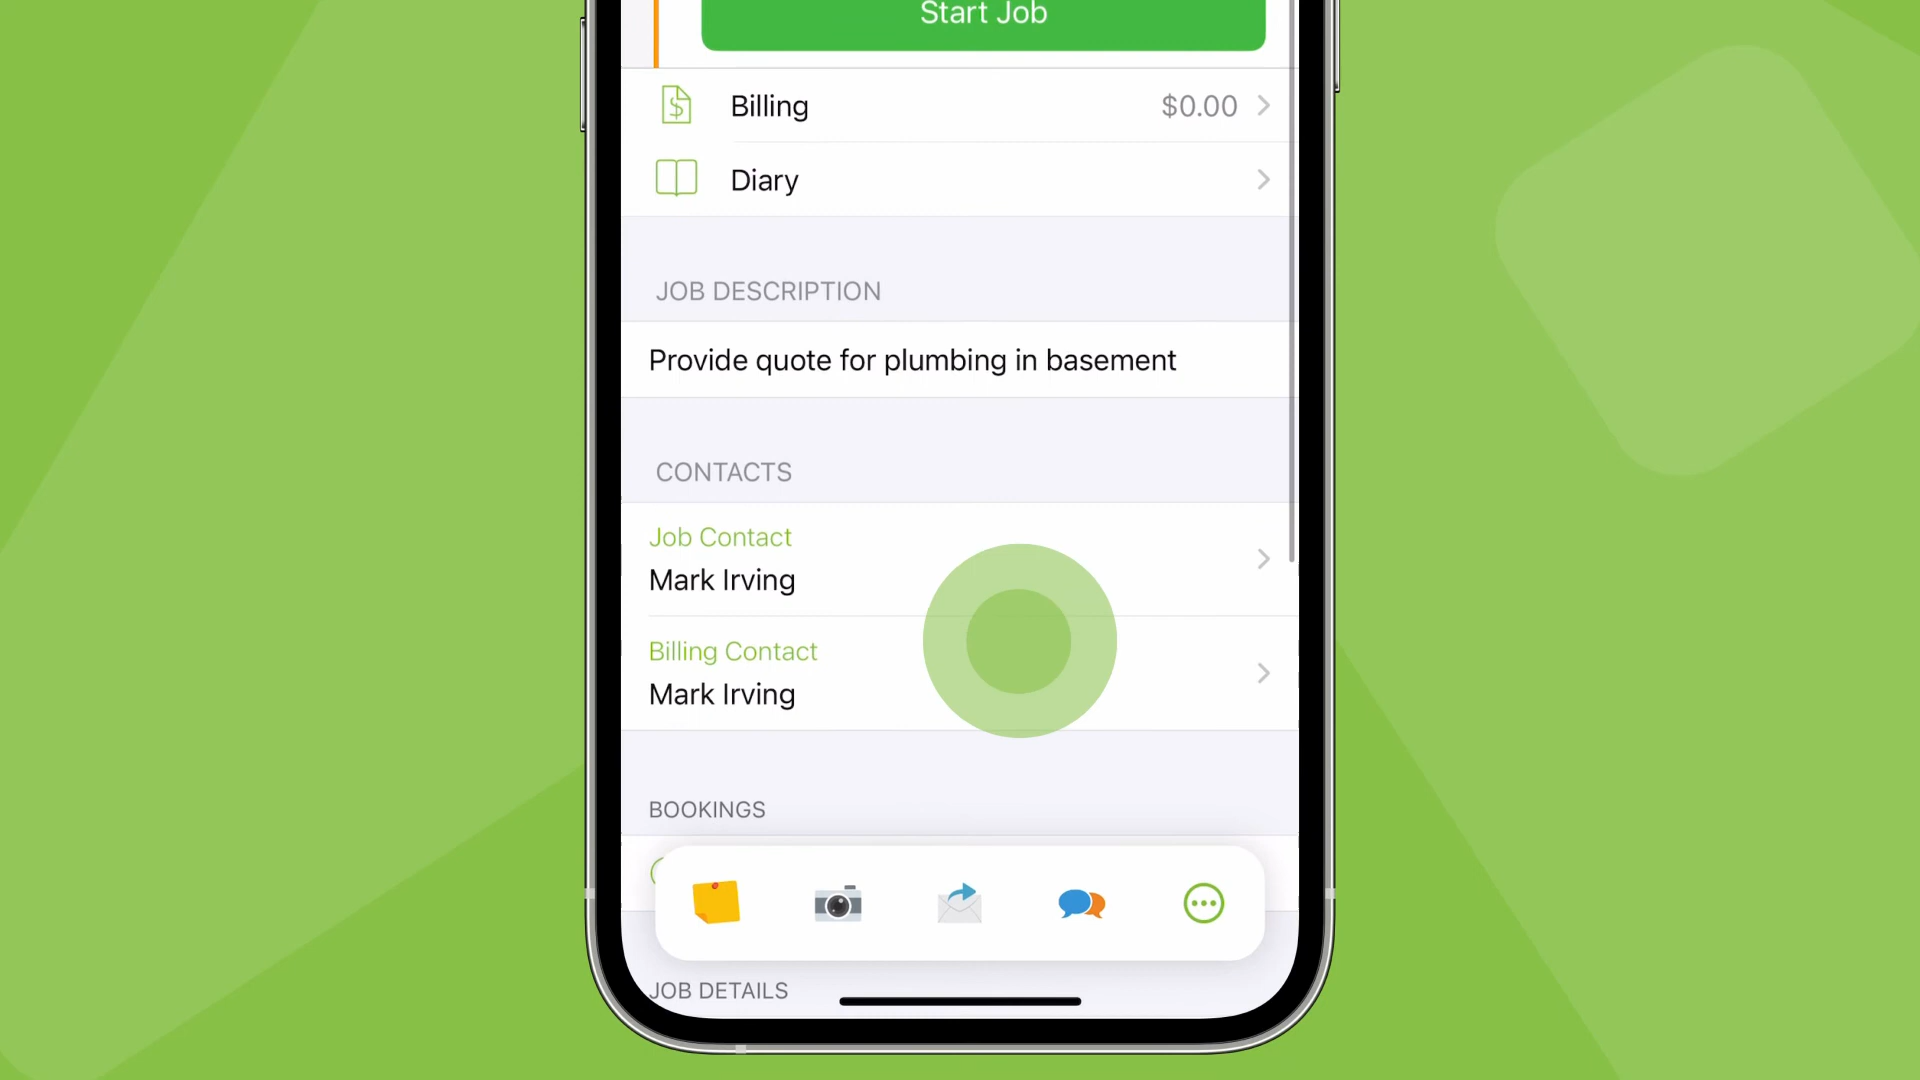 Start Job
Billing
$0.00
Diary
JOB DESCRIPTION
Provide quote for plumbing in basement
CONTACTS
Job Contact
Mark Irving
Billing Contact
Mark Irving
BOOKINGS
JOB DETAILS